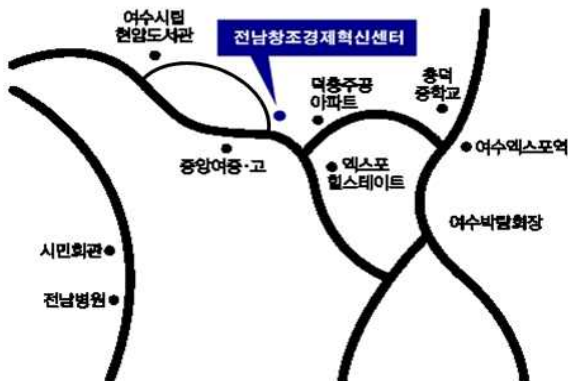 여수시립
현암도서관
전남창조경제혁신센터
덕충주공
아파트
충덕
중학교
중앙여중·고
엑스포
힐스테이트
여수엑스포역
여수박람회장
시민회관
전남병원